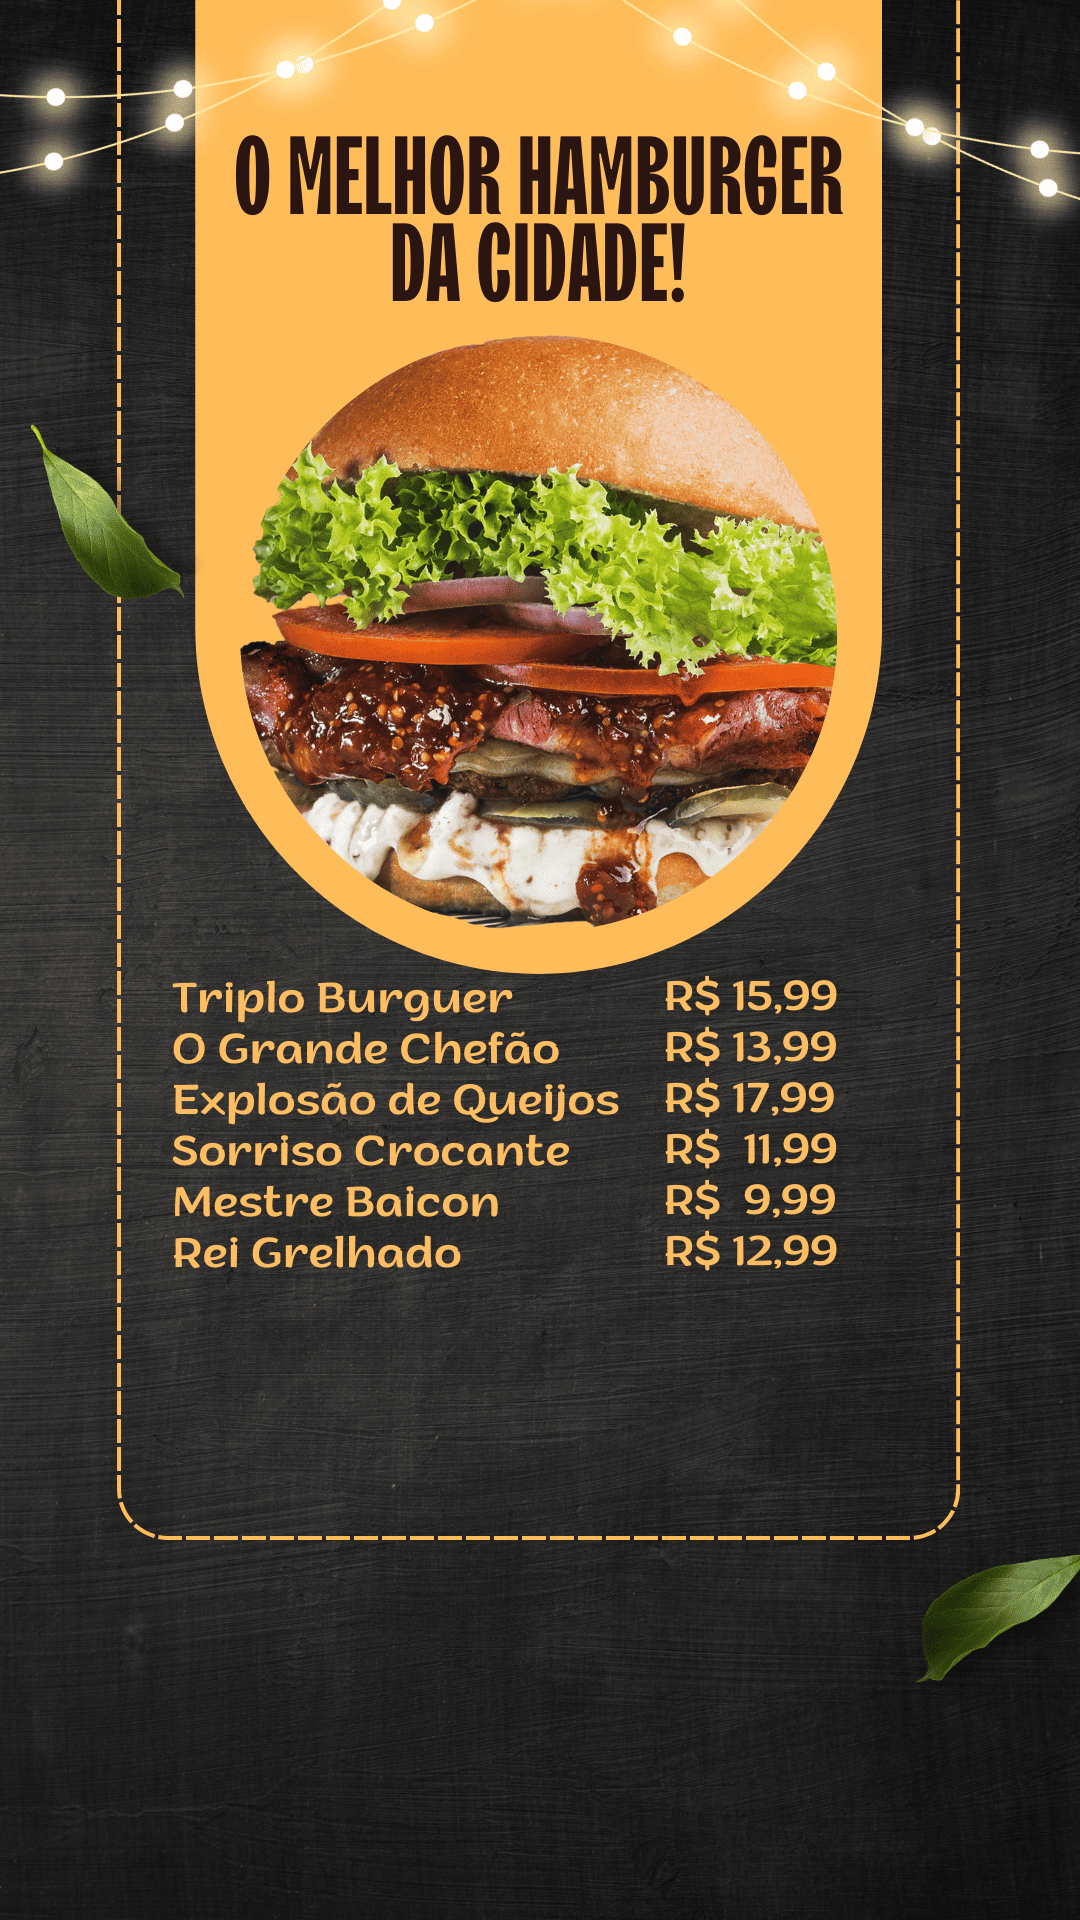 O MELHOR HAMBURGER
DA CIDADE!
Triplo Burguer R$ 15,99
O Grande Chefão R$ 13,99
Explosão de Queijos R$ 17,99
Sorriso Crocante R$ 11,99
Mestre Baicon R$ 9,99
Rei Grelhado R$ 12,99